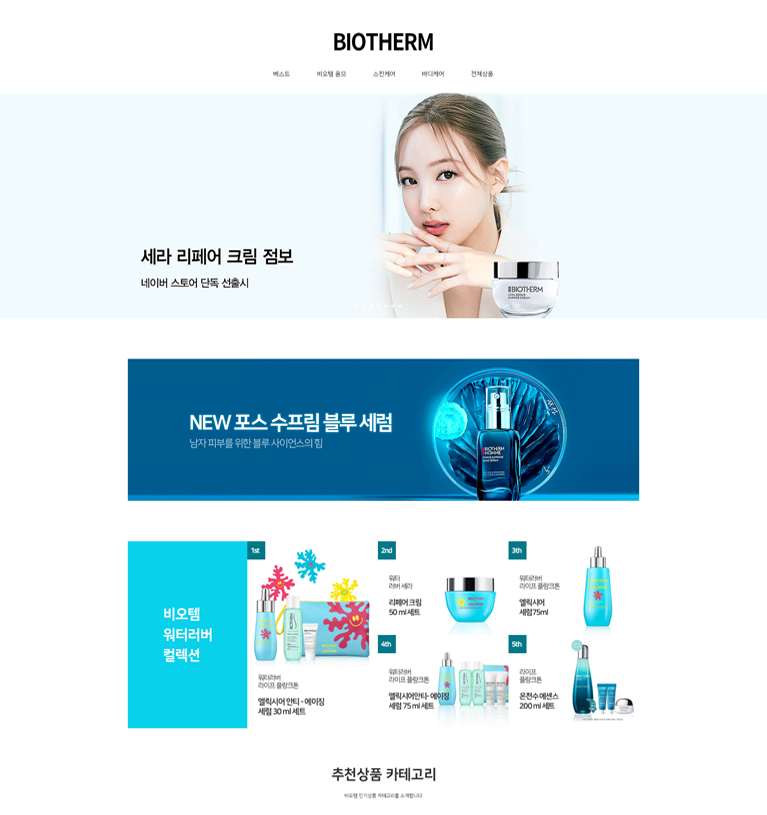 BIOTHERM
베스트
비오템 옴므
스킨케어
바디케어
전체상품
세라 리페어 크림 점보
네이버 스토어 단독 선출시
BIOTHERM
NEW 포스 수프림 블루 세럼
남자 피부를 위한 블루 사이언스의 힘
BIOTHERM
HOMME
비오템
워터러버
컬렉션
1st
워터러버
라이프 플랑크톤
엘릭시어 안티 - 에이징
세럼 30 ml 세트
2nd
워터
러버 세라
리페어 크림
50 ml 세트
3th
워터러버
라이프 플랑크톤
엘릭시어
세럼 75ml
4th
워터러버
라이프 플랑크톤
엘릭시어안티- 에이징
세럼 75 ml 세트
5th
라이프
플랑크톤
온천수 에센스
200 ml 세트
추천상품 카테고리
비오템 인기상품 카테고리를 소개합니다